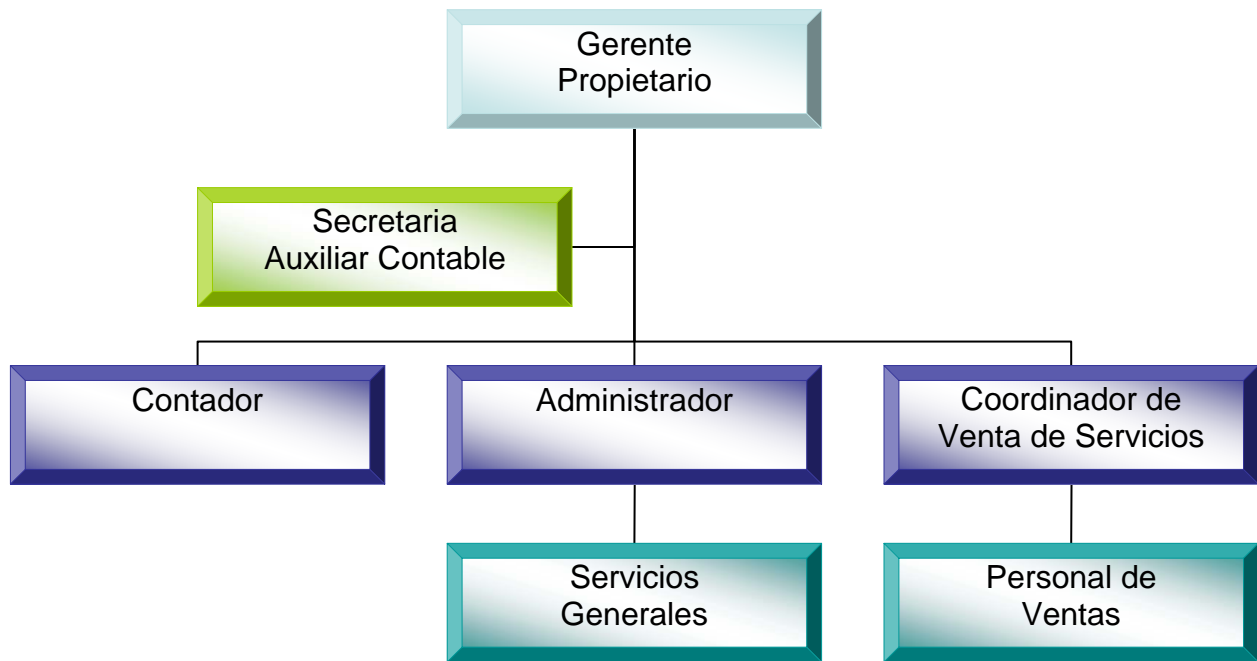 Gerente
Propietario
Secretaria
Auxiliar Contable
Contador
Administrador
Coordinador de
Venta de Servicios
Servicios
Generales
Personal de
Ventas